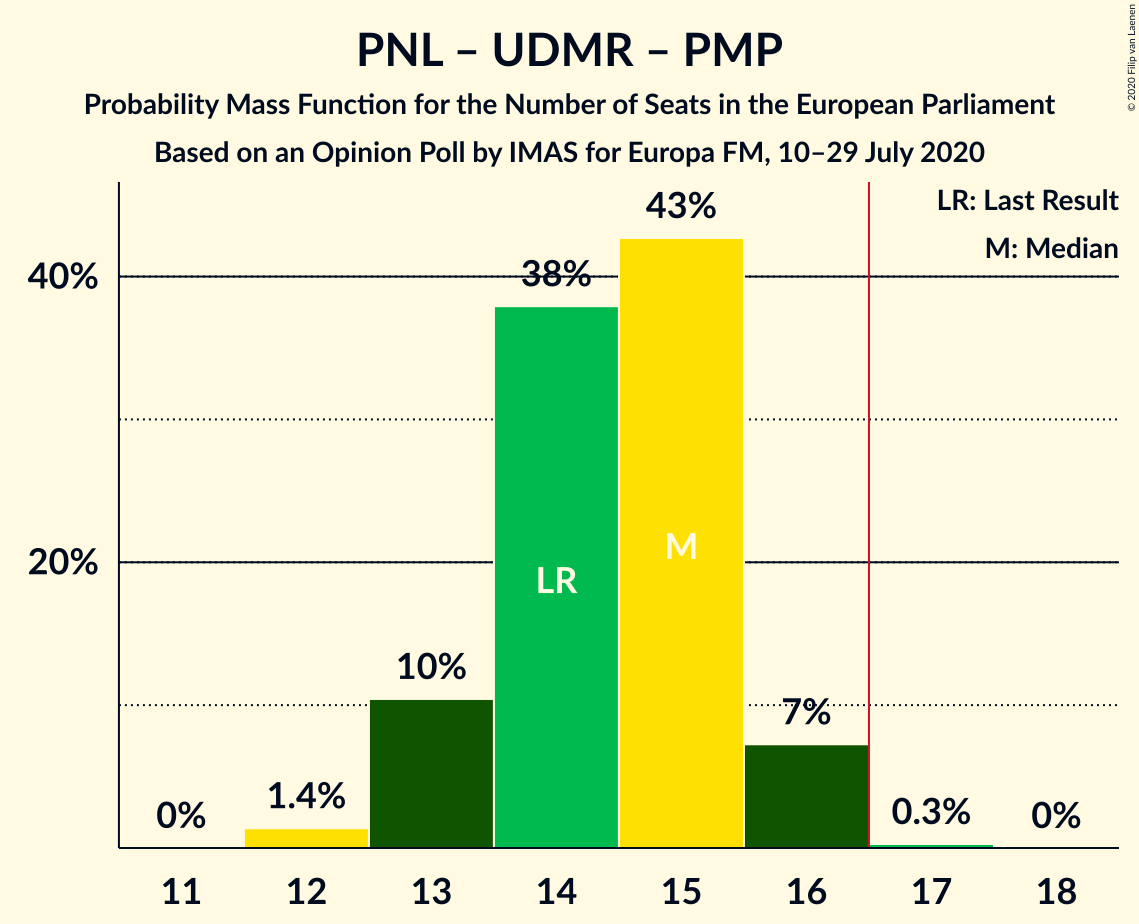 PNL – UDMR – PMP
Probability Mass Function for the Number of Seats in the European Parliament
Based on an Opinion Poll by IMAS for Europa FM, 10–29 July 2020
© 2020 Filip van Laenen
LR: Last Result
M: Median
40%
20%
0%
1.4%
10%
38%
43%
7%
0.3%
0%
LR
M
11 12 13 14 15 16 17 18